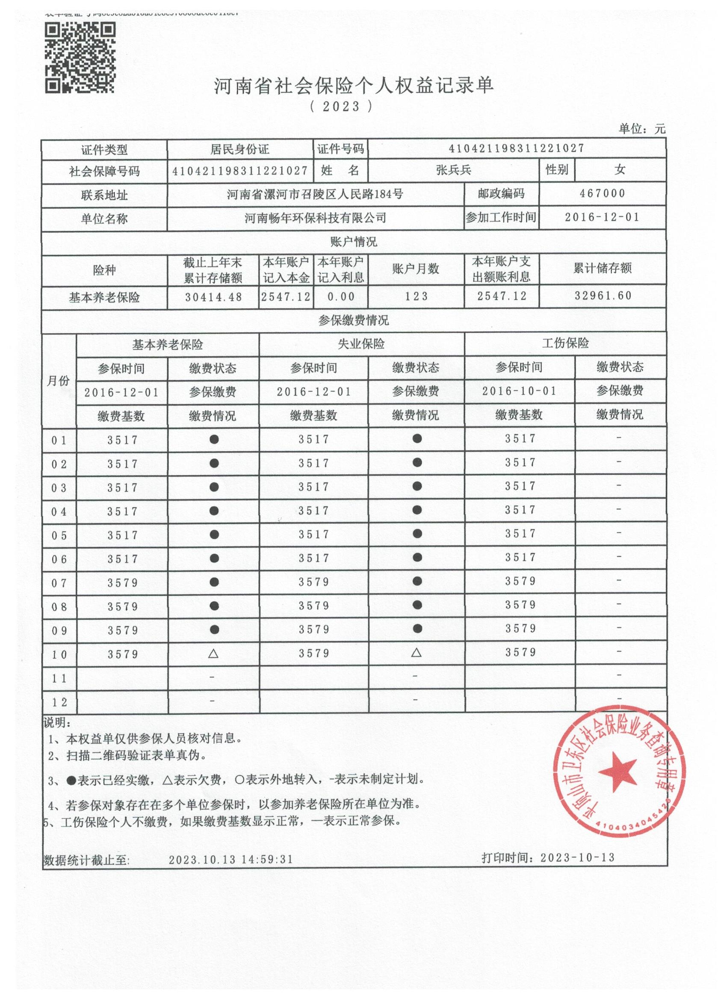 河南省社会保险个人权益记录单
( 2023 )
单位：元
证件类型 居民身份证 证件号码 410421198311221027
社会保障号码 410421198311221027 姓 名 张兵兵 性别 女
联系地址 河南省漯河市召陵区人民路184号 邮政编码 467000
单位名称 河南畅年环保科技有限公司 参加工作时间 2016-12-01
账户情况
险种 截止上年末累计存储额 本年账户记入本金 本年账户记入利息 账户月数 本年账户支出额账利息 累计储存额
基本养老保险 30414.48 2547.12 0.00 123 2547.12 32961.60
参保缴费情况
月份 基本养老保险 失业保险 工伤保险
参保时间 缴费状态 参保时间 缴费状态 参保时间 缴费状态
2016-12-01 参保缴费 2016-12-01 参保缴费 2016-10-01 参保缴费
缴费基数 缴费情况 缴费基数 缴费情况 缴费基数 缴费情况
01 3517 ● 3517 ● 3517 -
02 3517 ● 3517 ● 3517 -
03 3517 ● 3517 ● 3517 -
04 3517 ● 3517 ● 3517 -
05 3517 ● 3517 ● 3517 -
06 3517 ● 3517 ● 3517 -
07 3579 ● 3579 ● 3579 -
08 3579 ● 3579 ● 3579 -
09 3579 ● 3579 ● 3579 -
10 3579 △ 3579 △ 3579 -
11 - - -
12 - - -
说明：
1、本权益单仅供参保人员核对信息。
2、扫描二维码验证表单真伪。
3、●表示已经实缴，△表示欠费，○表示外地转入，-表示未制定计划。
4、若参保对象存在在多个单位参保时，以参加养老保险所在单位为准。
5、工伤保险个人不缴费，如果缴费基数显示正常，—表示正常参保。
平顶山市卫东区社会保险业务查询专用章
4104034045426
数据统计截止至: 2023.10.13 14:59:31 打印时间：2023-10-13